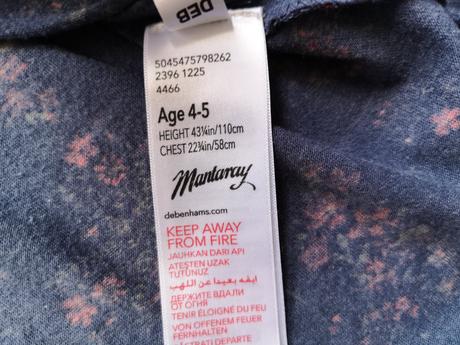 DEB
5045475798262
2396 1225
4466
Age 4-5
HEIGHT 43¼in/110cm
CHEST 22¾in/58cm
Mantaray
debenhams.com
KEEP AWAY
FROM FIRE
JAUHKAN DARI API
ATEŞTEN UZAK
TUTUNUZ
ابقه بعيدا عن اللهب
ДЕРЖИТЕ ВДАЛИ
ОТ ОГНЯ
TENIR ÉLOIGNÉ DU FEU
VON OFFENEM FEUER
FERNHALTEN
DEPARTE